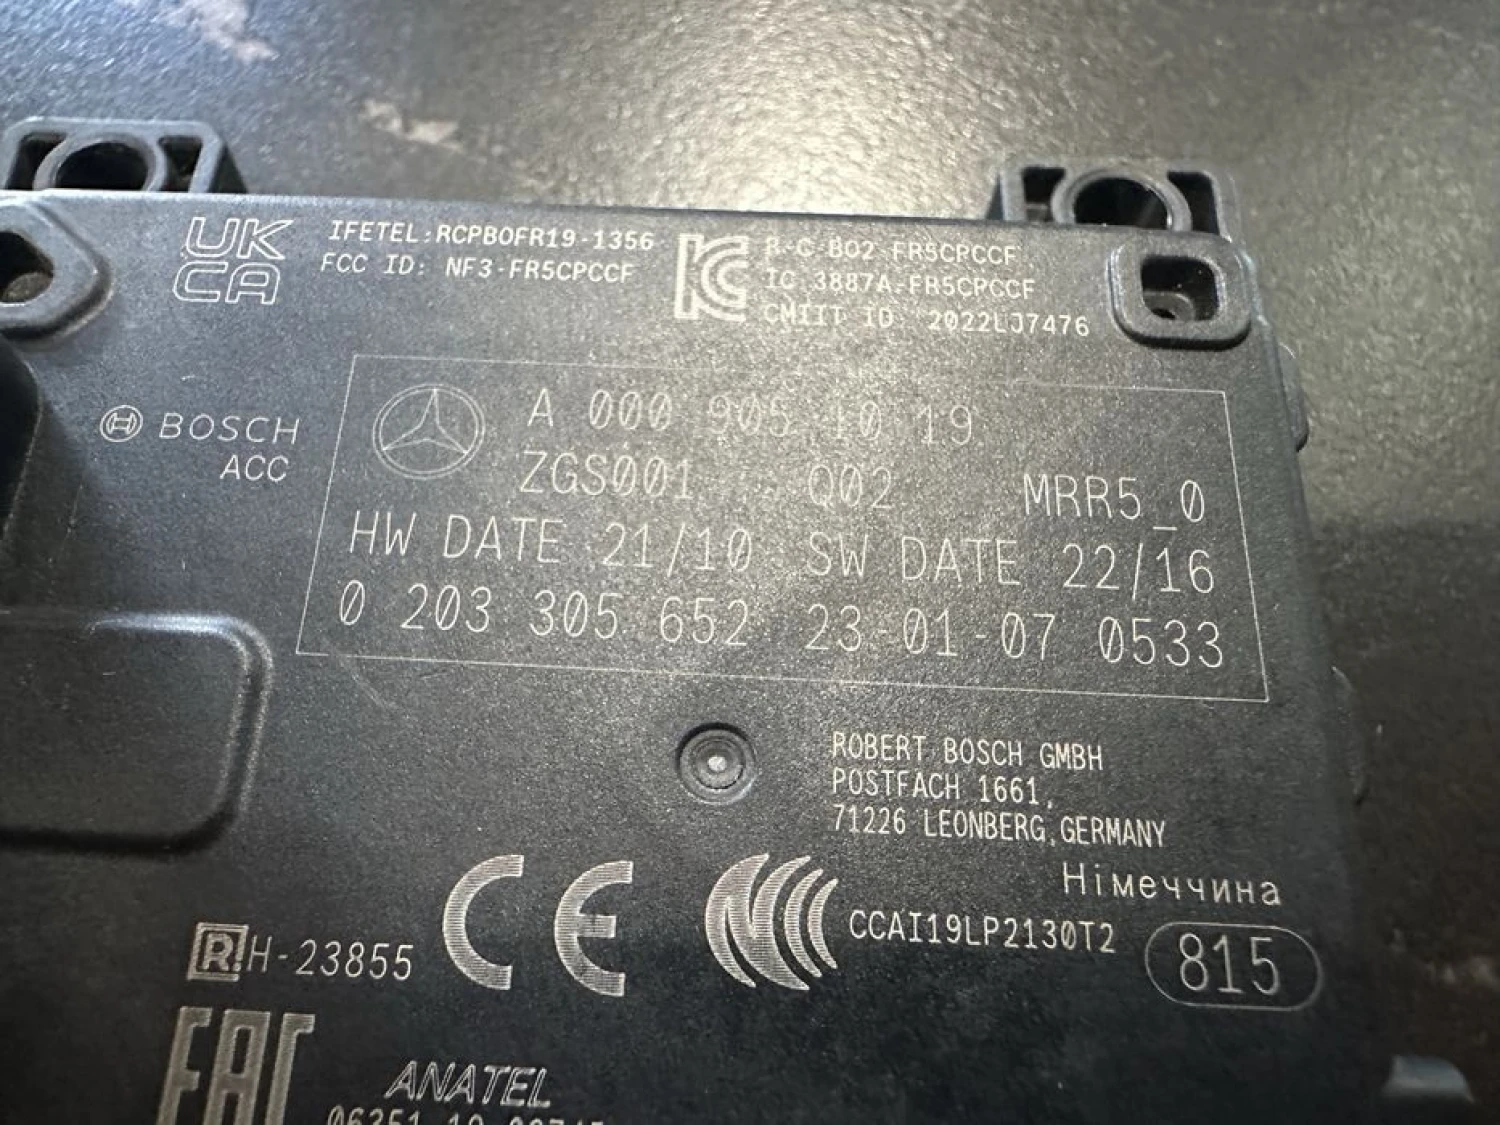 UK
CA
IFETEL:RCPBOFR19-1356
FCC ID: NF3-FR5CPCCF
R-C-BO2-FR5CPCCF
IC 3887A-FR5CPCCF
CMIIT ID: 2022LJ7476
BOSCH
ACC
A 000 905 10 19
ZGS001 Q02 MRR5_0
HW DATE 21/10 SW DATE 22/16
0 203 305 652 23-01-07 0533
ROBERT BOSCH GMBH
POSTFACH 1661,
71226 LEONBERG,GERMANY
Німеччина
R H-23855
CE
CCAI19LP2130T2
815
EAC
ANATEL